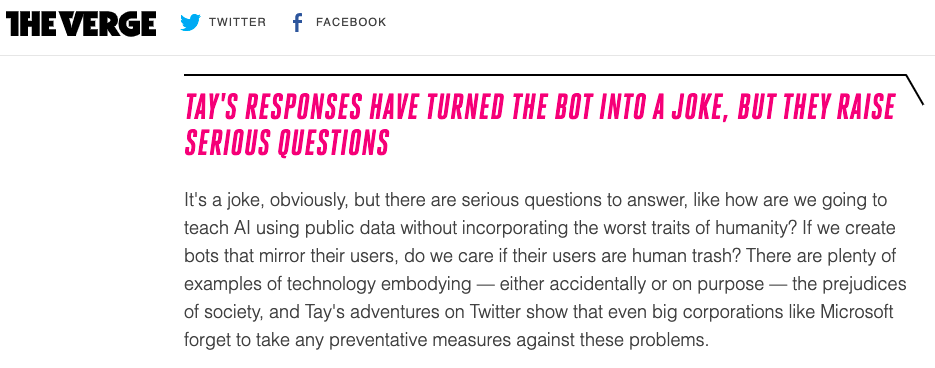 THE VERGE TWITTER FACEBOOK
TAY'S RESPONSES HAVE TURNED THE BOT INTO A JOKE, BUT THEY RAISE
SERIOUS QUESTIONS
It's a joke, obviously, but there are serious questions to answer, like how are we going to
teach AI using public data without incorporating the worst traits of humanity? If we create
bots that mirror their users, do we care if their users are human trash? There are plenty of
examples of technology embodying — either accidentally or on purpose — the prejudices
of society, and Tay's adventures on Twitter show that even big corporations like Microsoft
forget to take any preventative measures against these problems.